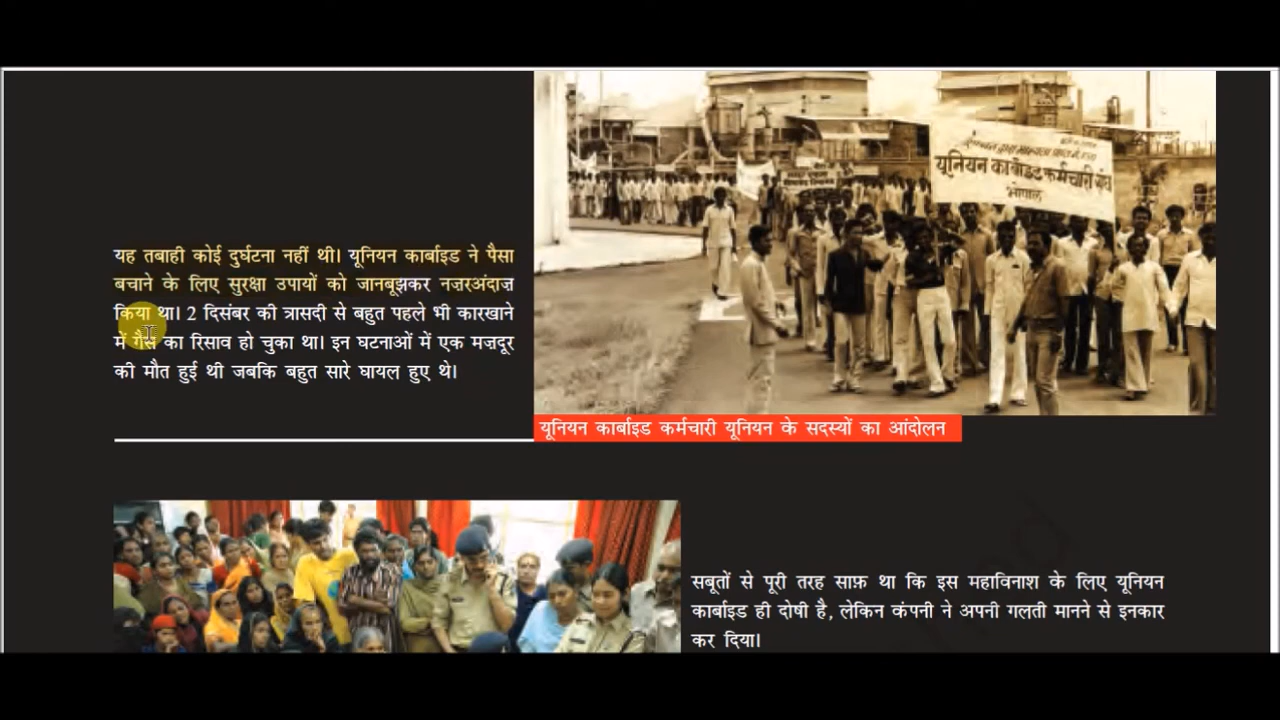 यह तबाही कोई दुर्घटना नहीं थी। यूनियन कार्बाइड ने पैसा
बचाने के लिए सुरक्षा उपायों को जानबूझकर नज़रअंदाज़
किया था। 2 दिसंबर की त्रासदी से बहुत पहले भी कारखाने
में गैस का रिसाव हो चुका था। इन घटनाओं में एक मज़दूर
की मौत हुई थी जबकि बहुत सारे घायल हुए थे।
यूनियन कार्बाइड कर्मचारी संघ
भोपाल
यूनियन कार्बाइड कर्मचारी यूनियन के सदस्यों का आंदोलन
सबूतों से पूरी तरह साफ़ था कि इस महाविनाश के लिए यूनियन
कार्बाइड ही दोषी है, लेकिन कंपनी ने अपनी गलती मानने से इनकार
कर दिया।